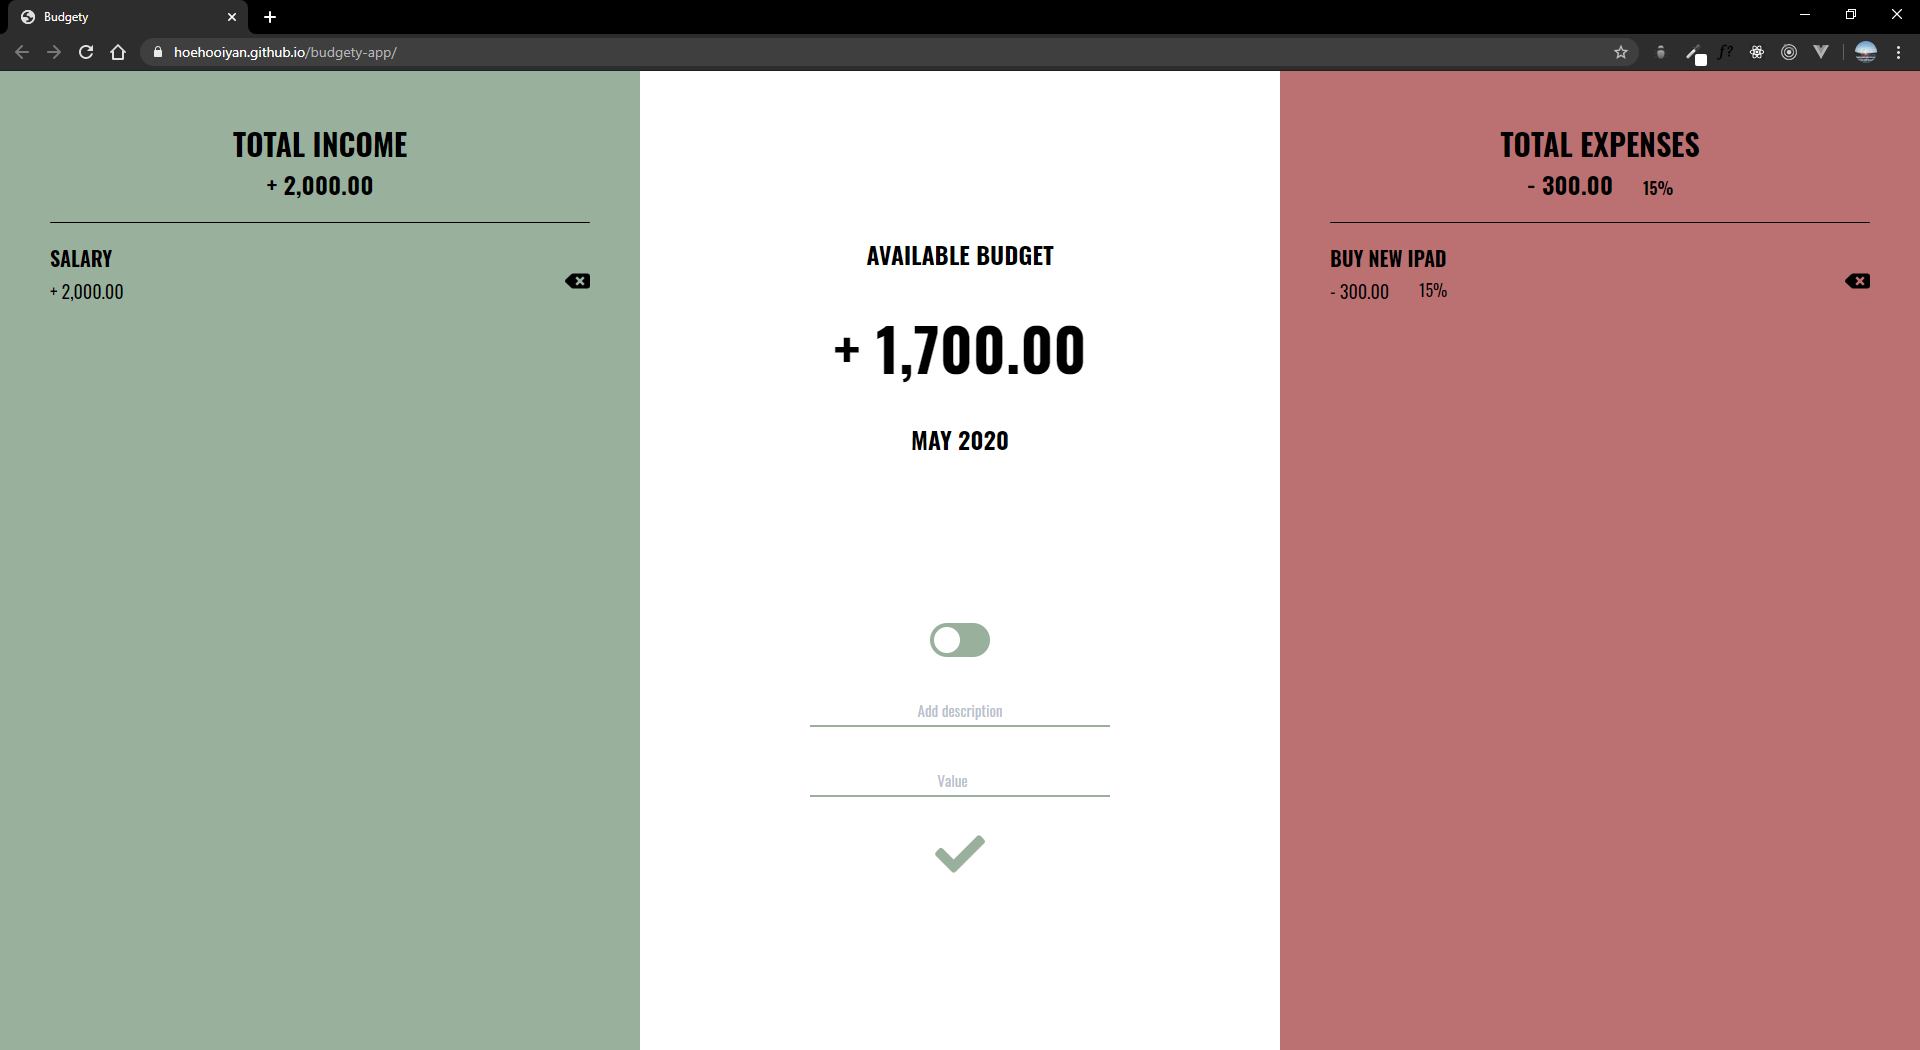 Budgety
hoehooiyan.github.io/budgety-app/
f?
TOTAL INCOME
+ 2,000.00
SALARY
+ 2,000.00
AVAILABLE BUDGET
+ 1,700.00
MAY 2020
Add description
Value
TOTAL EXPENSES
- 300.00 15%
BUY NEW IPAD
- 300.00 15%